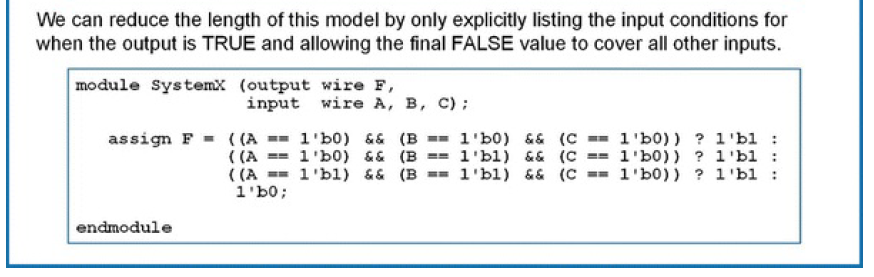 We can reduce the length of this model by only explicitly listing the input conditions for
when the output is TRUE and allowing the final FALSE value to cover all other inputs.
module SystemX (output wire F,
input wire A, B, C);
assign F = ((A == 1'b0) && (B == 1'b0) && (C == 1'b0)) ? 1'b1 :
((A == 1'b0) && (B == 1'b1) && (C == 1'b0)) ? 1'b1 :
((A == 1'b1) && (B == 1'b1) && (C == 1'b0)) ? 1'b1 :
1'b0;
endmodule